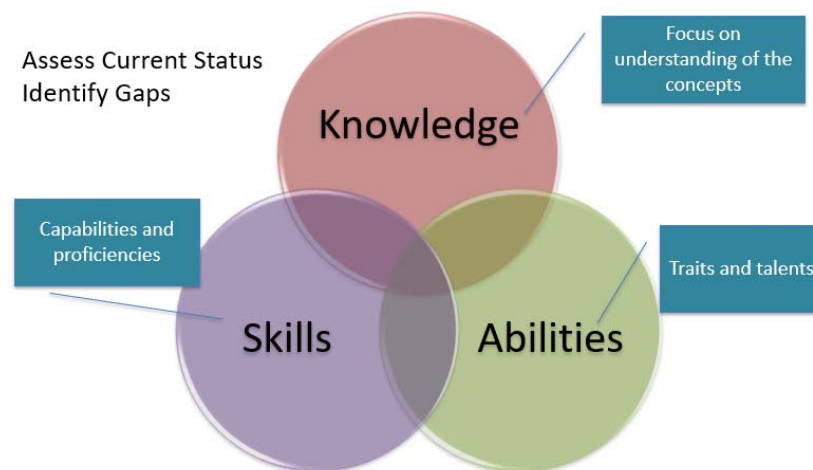 Assess Current Status
Identify Gaps
Focus on
understanding of the
concepts
Knowledge
Capabilities and
proficiencies
Traits and talents
Skills
Abilities